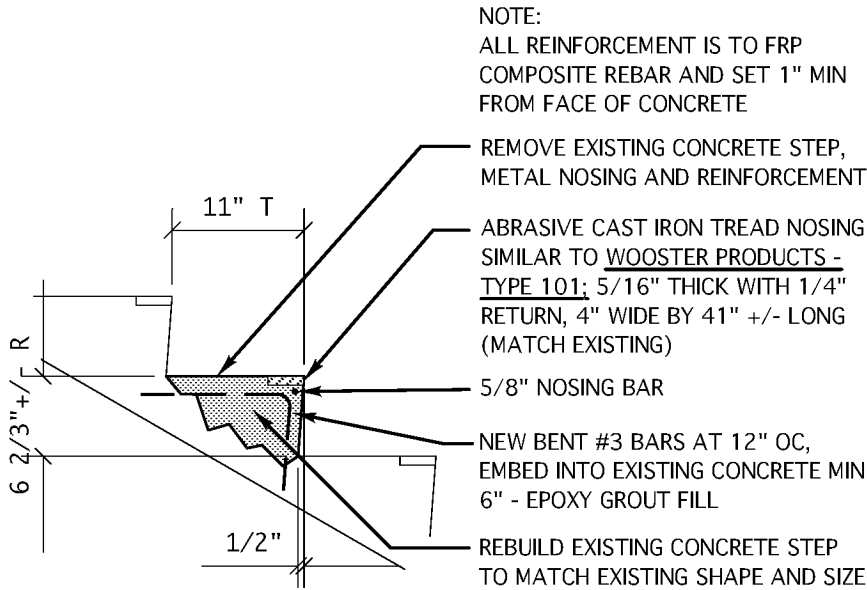 NOTE:
ALL REINFORCEMENT IS TO FRP
COMPOSITE REBAR AND SET 1" MIN
FROM FACE OF CONCRETE
REMOVE EXISTING CONCRETE STEP,
METAL NOSING AND REINFORCEMENT
11" T
ABRASIVE CAST IRON TREAD NOSING
SIMILAR TO WOOSTER PRODUCTS -
TYPE 101; 5/16" THICK WITH 1/4"
RETURN, 4" WIDE BY 41" +/- LONG
(MATCH EXISTING)
6 2/3"+/- R
5/8" NOSING BAR
NEW BENT #3 BARS AT 12" OC,
EMBED INTO EXISTING CONCRETE MIN
6" - EPOXY GROUT FILL
1/2"
REBUILD EXISTING CONCRETE STEP
TO MATCH EXISTING SHAPE AND SIZE